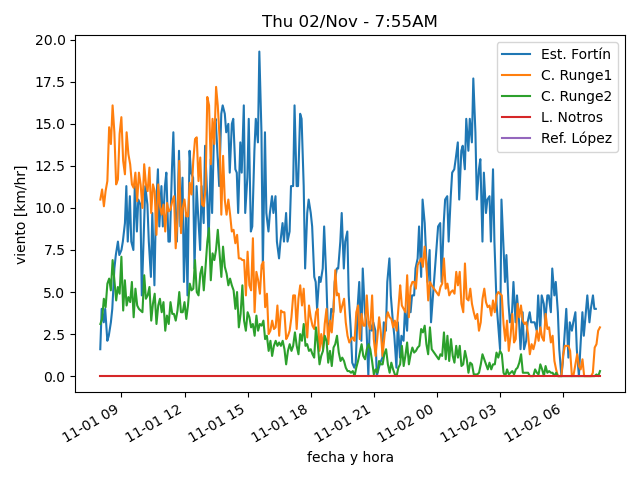 Thu 02/Nov - 7:55AM
20.0
17.5
15.0
12.5
10.0
7.5
5.0
2.5
0.0
viento [km/hr]
Est. Fortín
C. Runge1
C. Runge2
L. Notros
Ref. López
11-01 09
11-01 12
11-01 15
11-01 18
11-01 21
11-02 00
11-02 03
11-02 06
fecha y hora